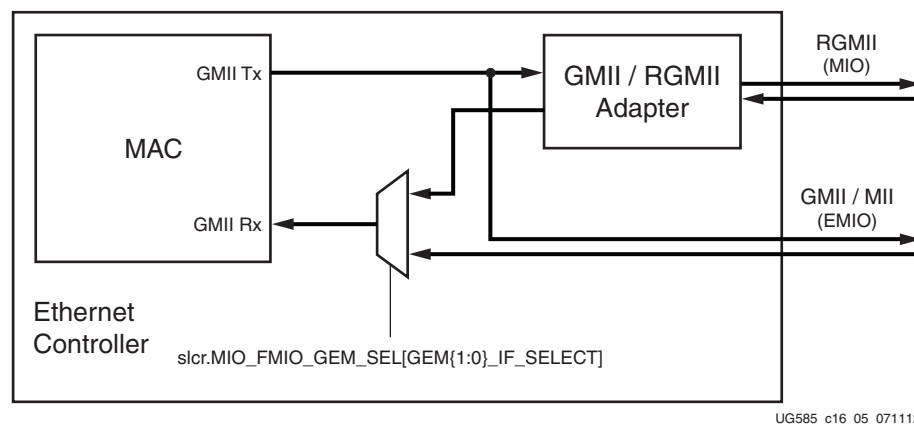 GMII Tx
MAC
GMII Rx
GMII / RGMII
Adapter
RGMII
(MIO)
GMII / MII
(EMIO)
Ethernet
Controller
slcr.MIO_FMIO_GEM_SEL[GEM{1:0}_IF_SELECT]
UG585_c16_05_071112